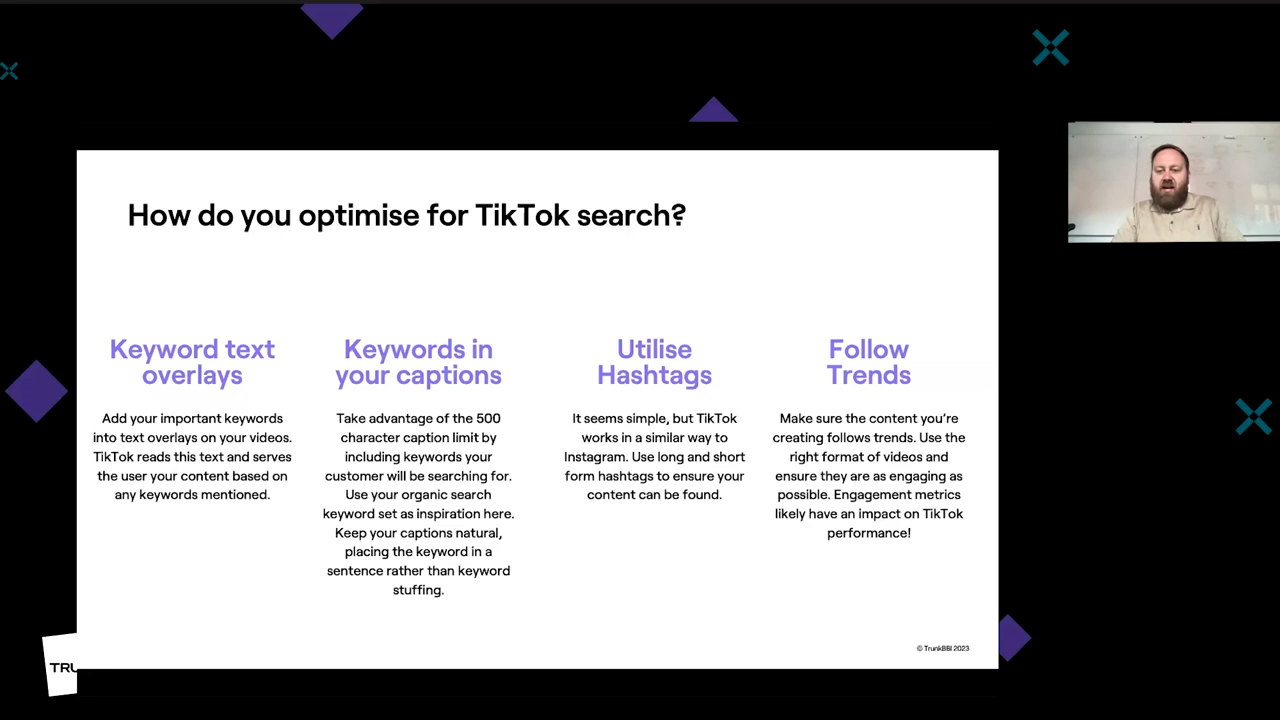 How do you optimise for TikTok search?
Keyword text
overlays
Add your important keywords
into text overlays on your videos.
TikTok reads this text and serves
the user your content based on
any keywords mentioned.
Keywords in
your captions
Take advantage of the 500
character caption limit by
including keywords your
customer will be searching for.
Use your organic search
keyword set as inspiration here.
Keep your captions natural,
placing the keyword in a
sentence rather than keyword
stuffing.
Utilise
Hashtags
It seems simple, but TikTok
works in a similar way to
Instagram. Use long and short
form hashtags to ensure your
content can be found.
Follow
Trends
Make sure the content you’re
creating follows trends. Use the
right format of videos and
ensure they are as engaging as
possible. Engagement metrics
likely have an impact on TikTok
performance!
© TrunkBBI 2023
TRU